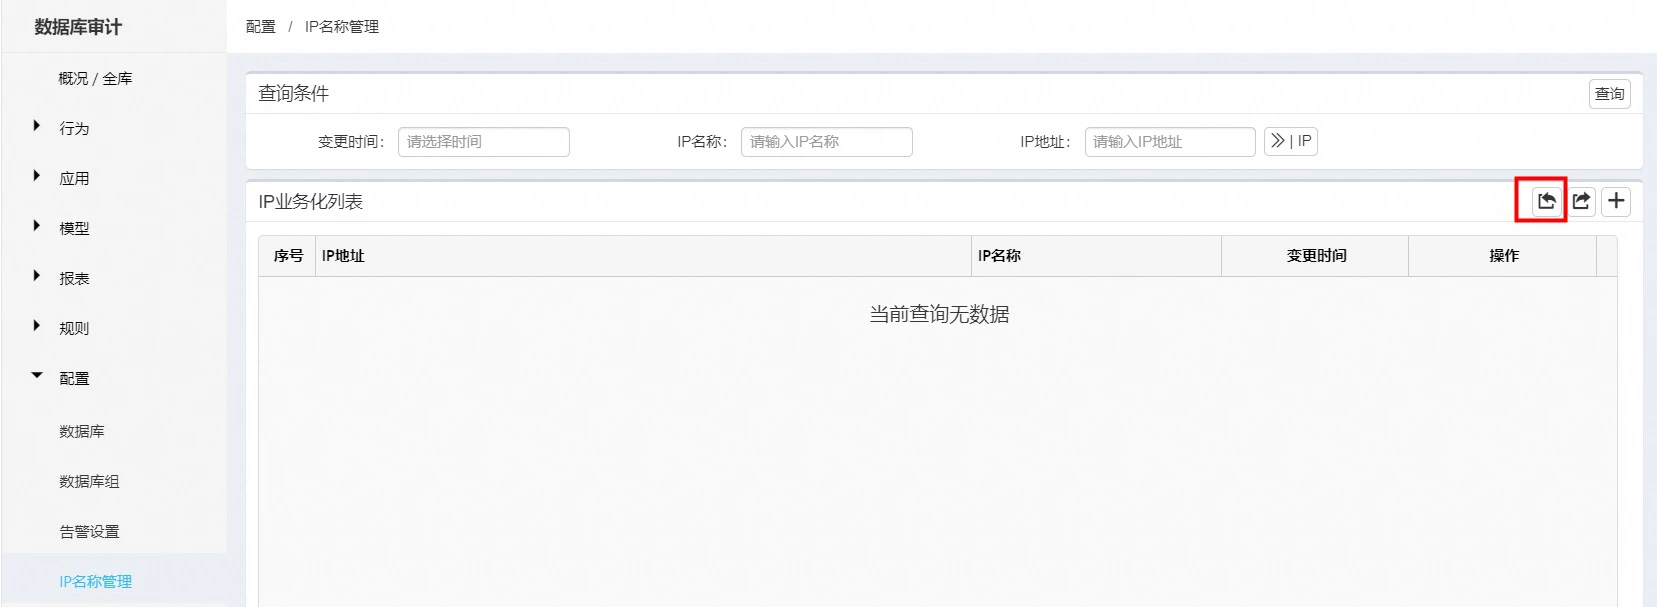 数据库审计
概况 / 全库
行为
应用
模型
报表
规则
配置
数据库
数据库组
告警设置
IP名称管理
配置 / IP名称管理
查询条件 查询
变更时间: 请选择时间 IP名称: 请输入IP名称 IP地址: 请输入IP地址 | IP
IP业务化列表
序号 IP地址 IP名称 变更时间 操作
当前查询无数据